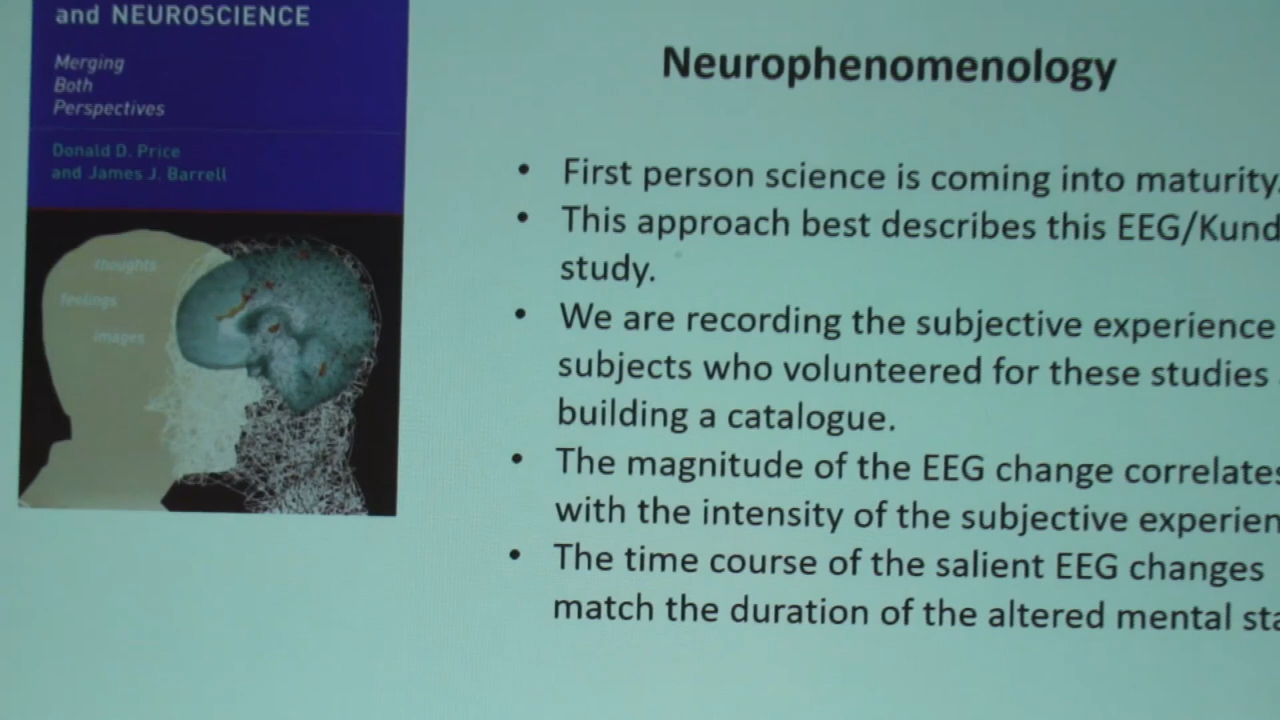 and NEUROSCIENCE
Merging
Both
Perspectives
Donald D. Price
and James J. Barrell
thoughts
feelings
images
Neurophenomenology
• First person science is coming into maturity.
• This approach best describes this EEG/Kund
study.
• We are recording the subjective experience
subjects who volunteered for these studies
building a catalogue.
• The magnitude of the EEG change correlates
with the intensity of the subjective experien
• The time course of the salient EEG changes
match the duration of the altered mental sta